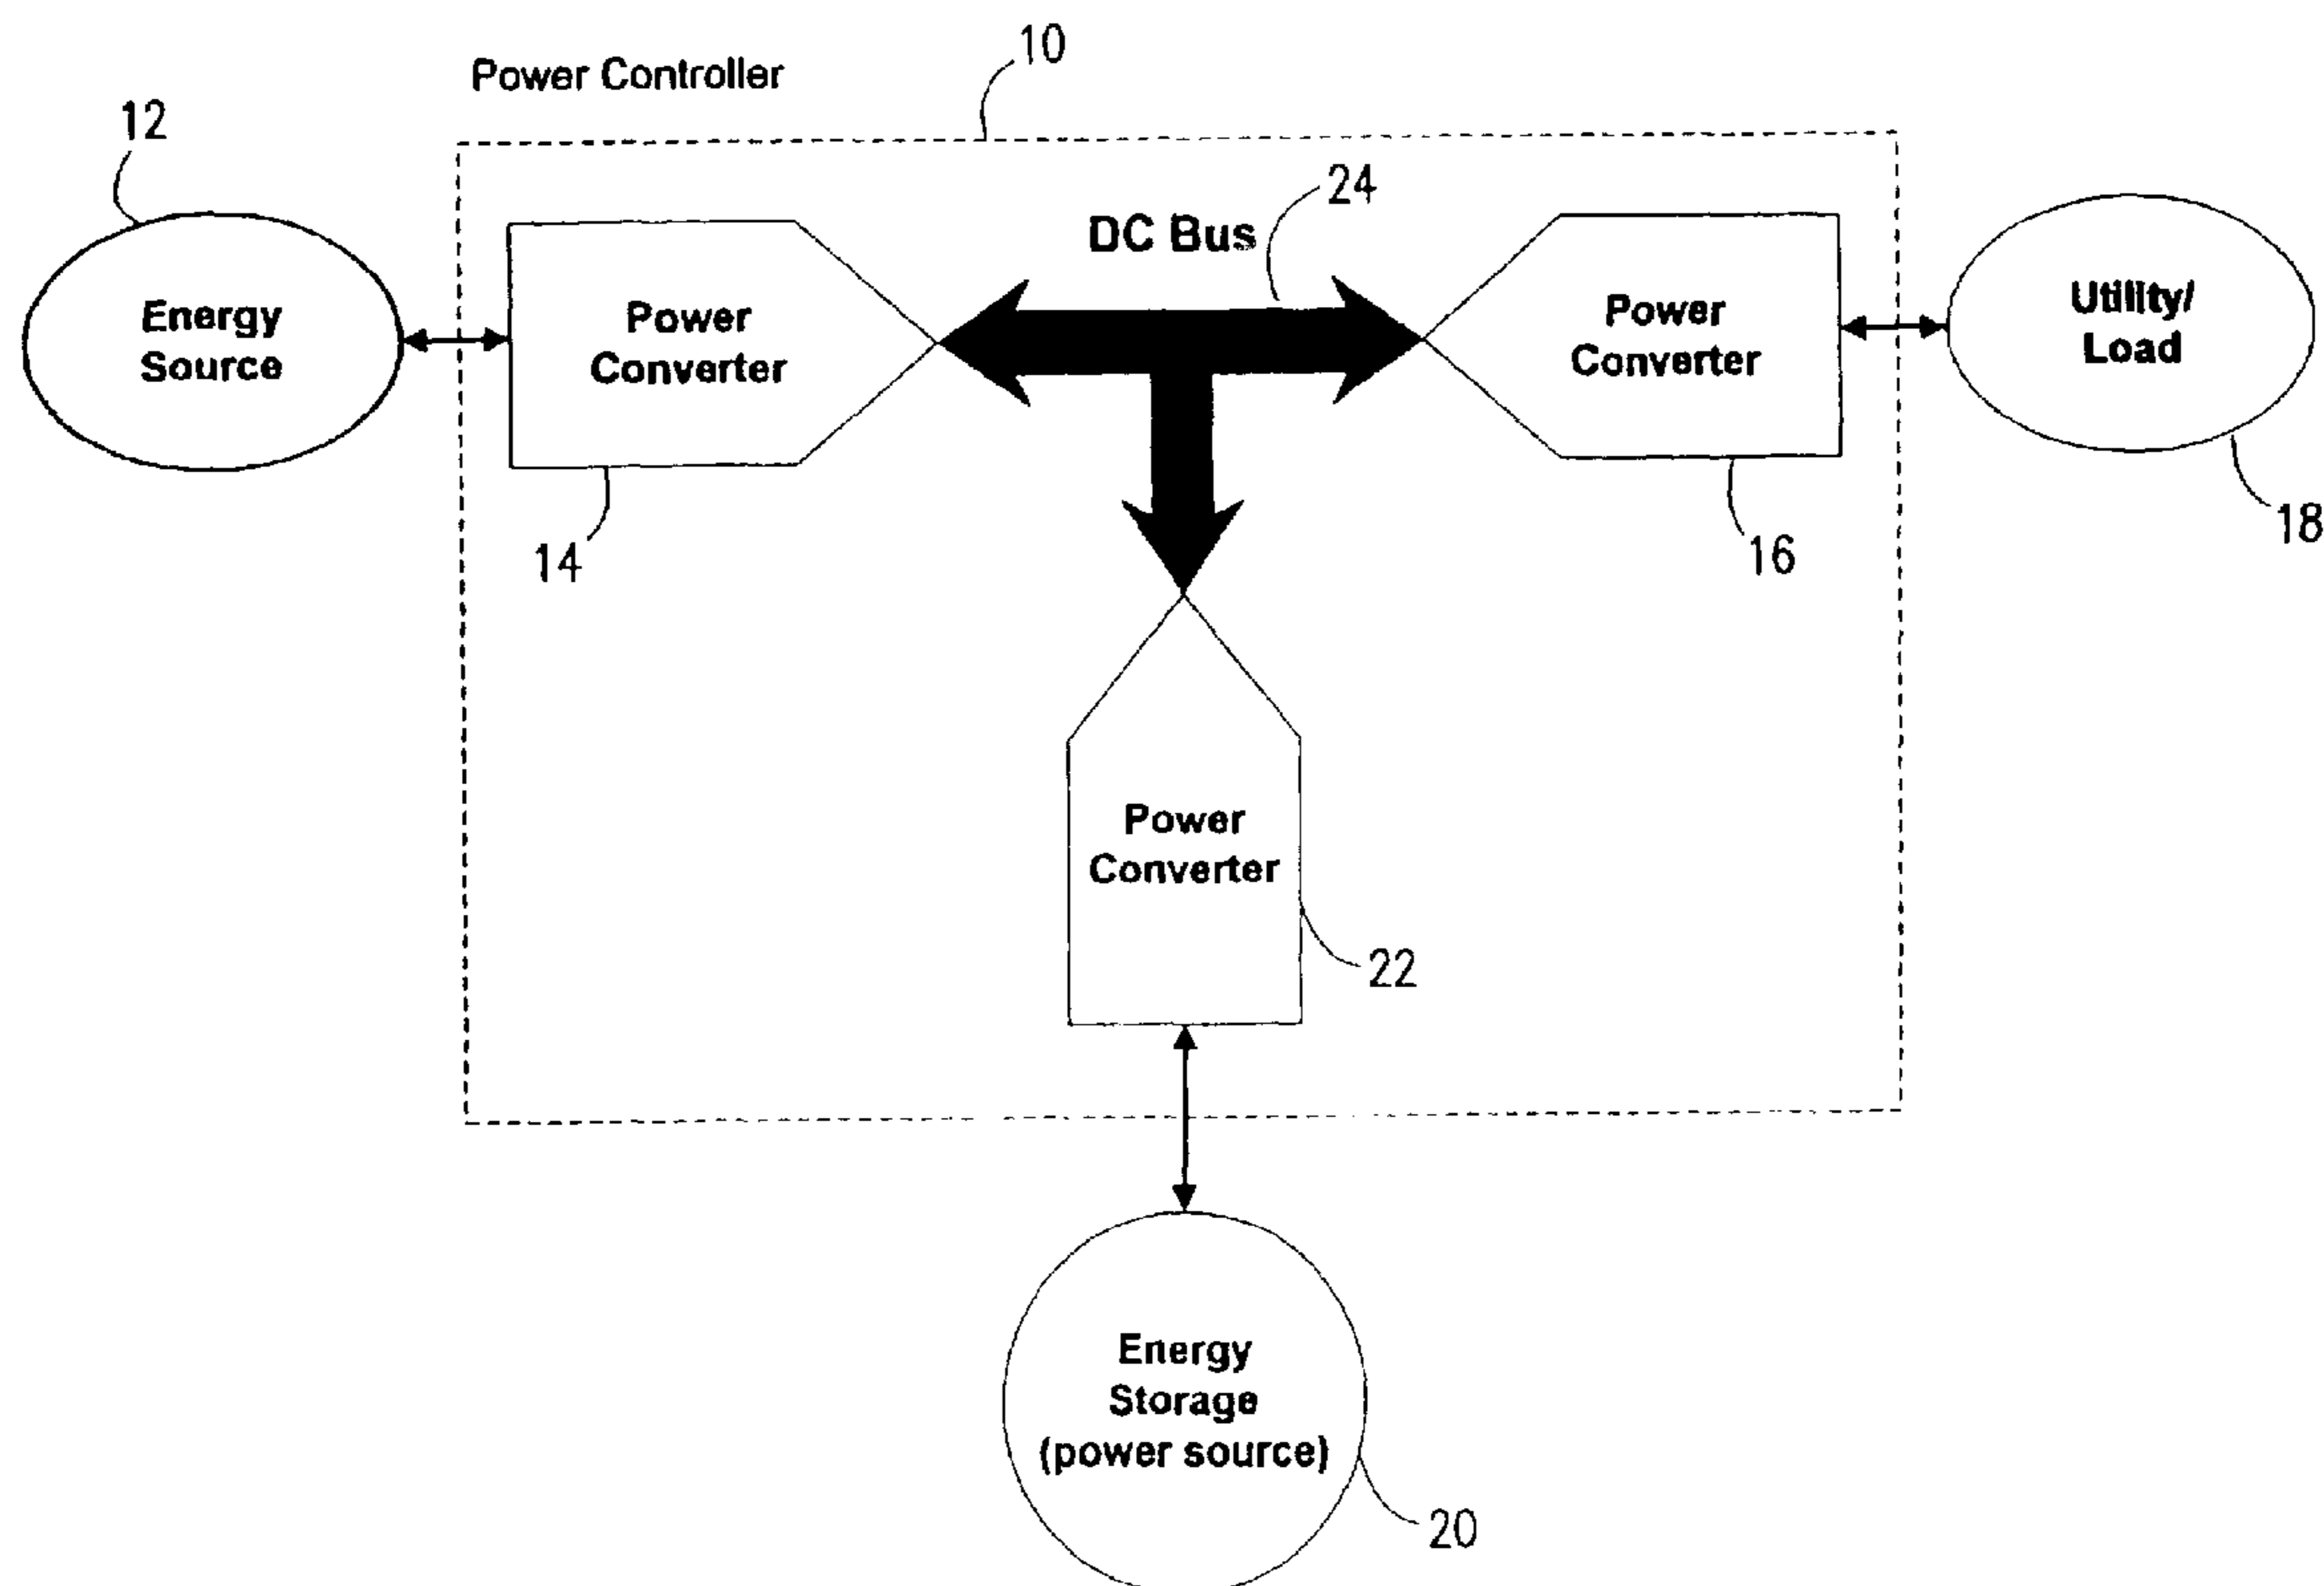 10
Power Controller
12
24
DC Bus
Energy
Source
Power
Converter
Power
Converter
Utility/
Load
14
16
18
Power
Converter
22
Energy
Storage
(power source)
20